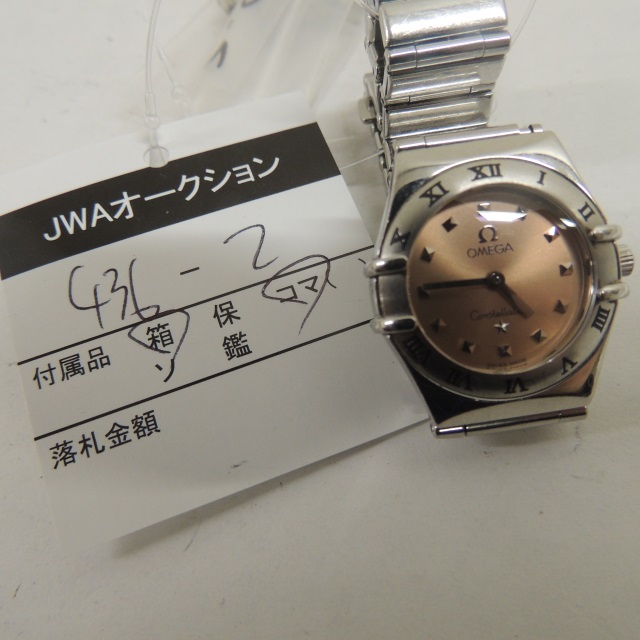 JWAオークション
436-2
付属品 箱 保 コマ
ソ 鑑
落札金額
XII
I
XI
X
Ω
OMEGA
Constellation